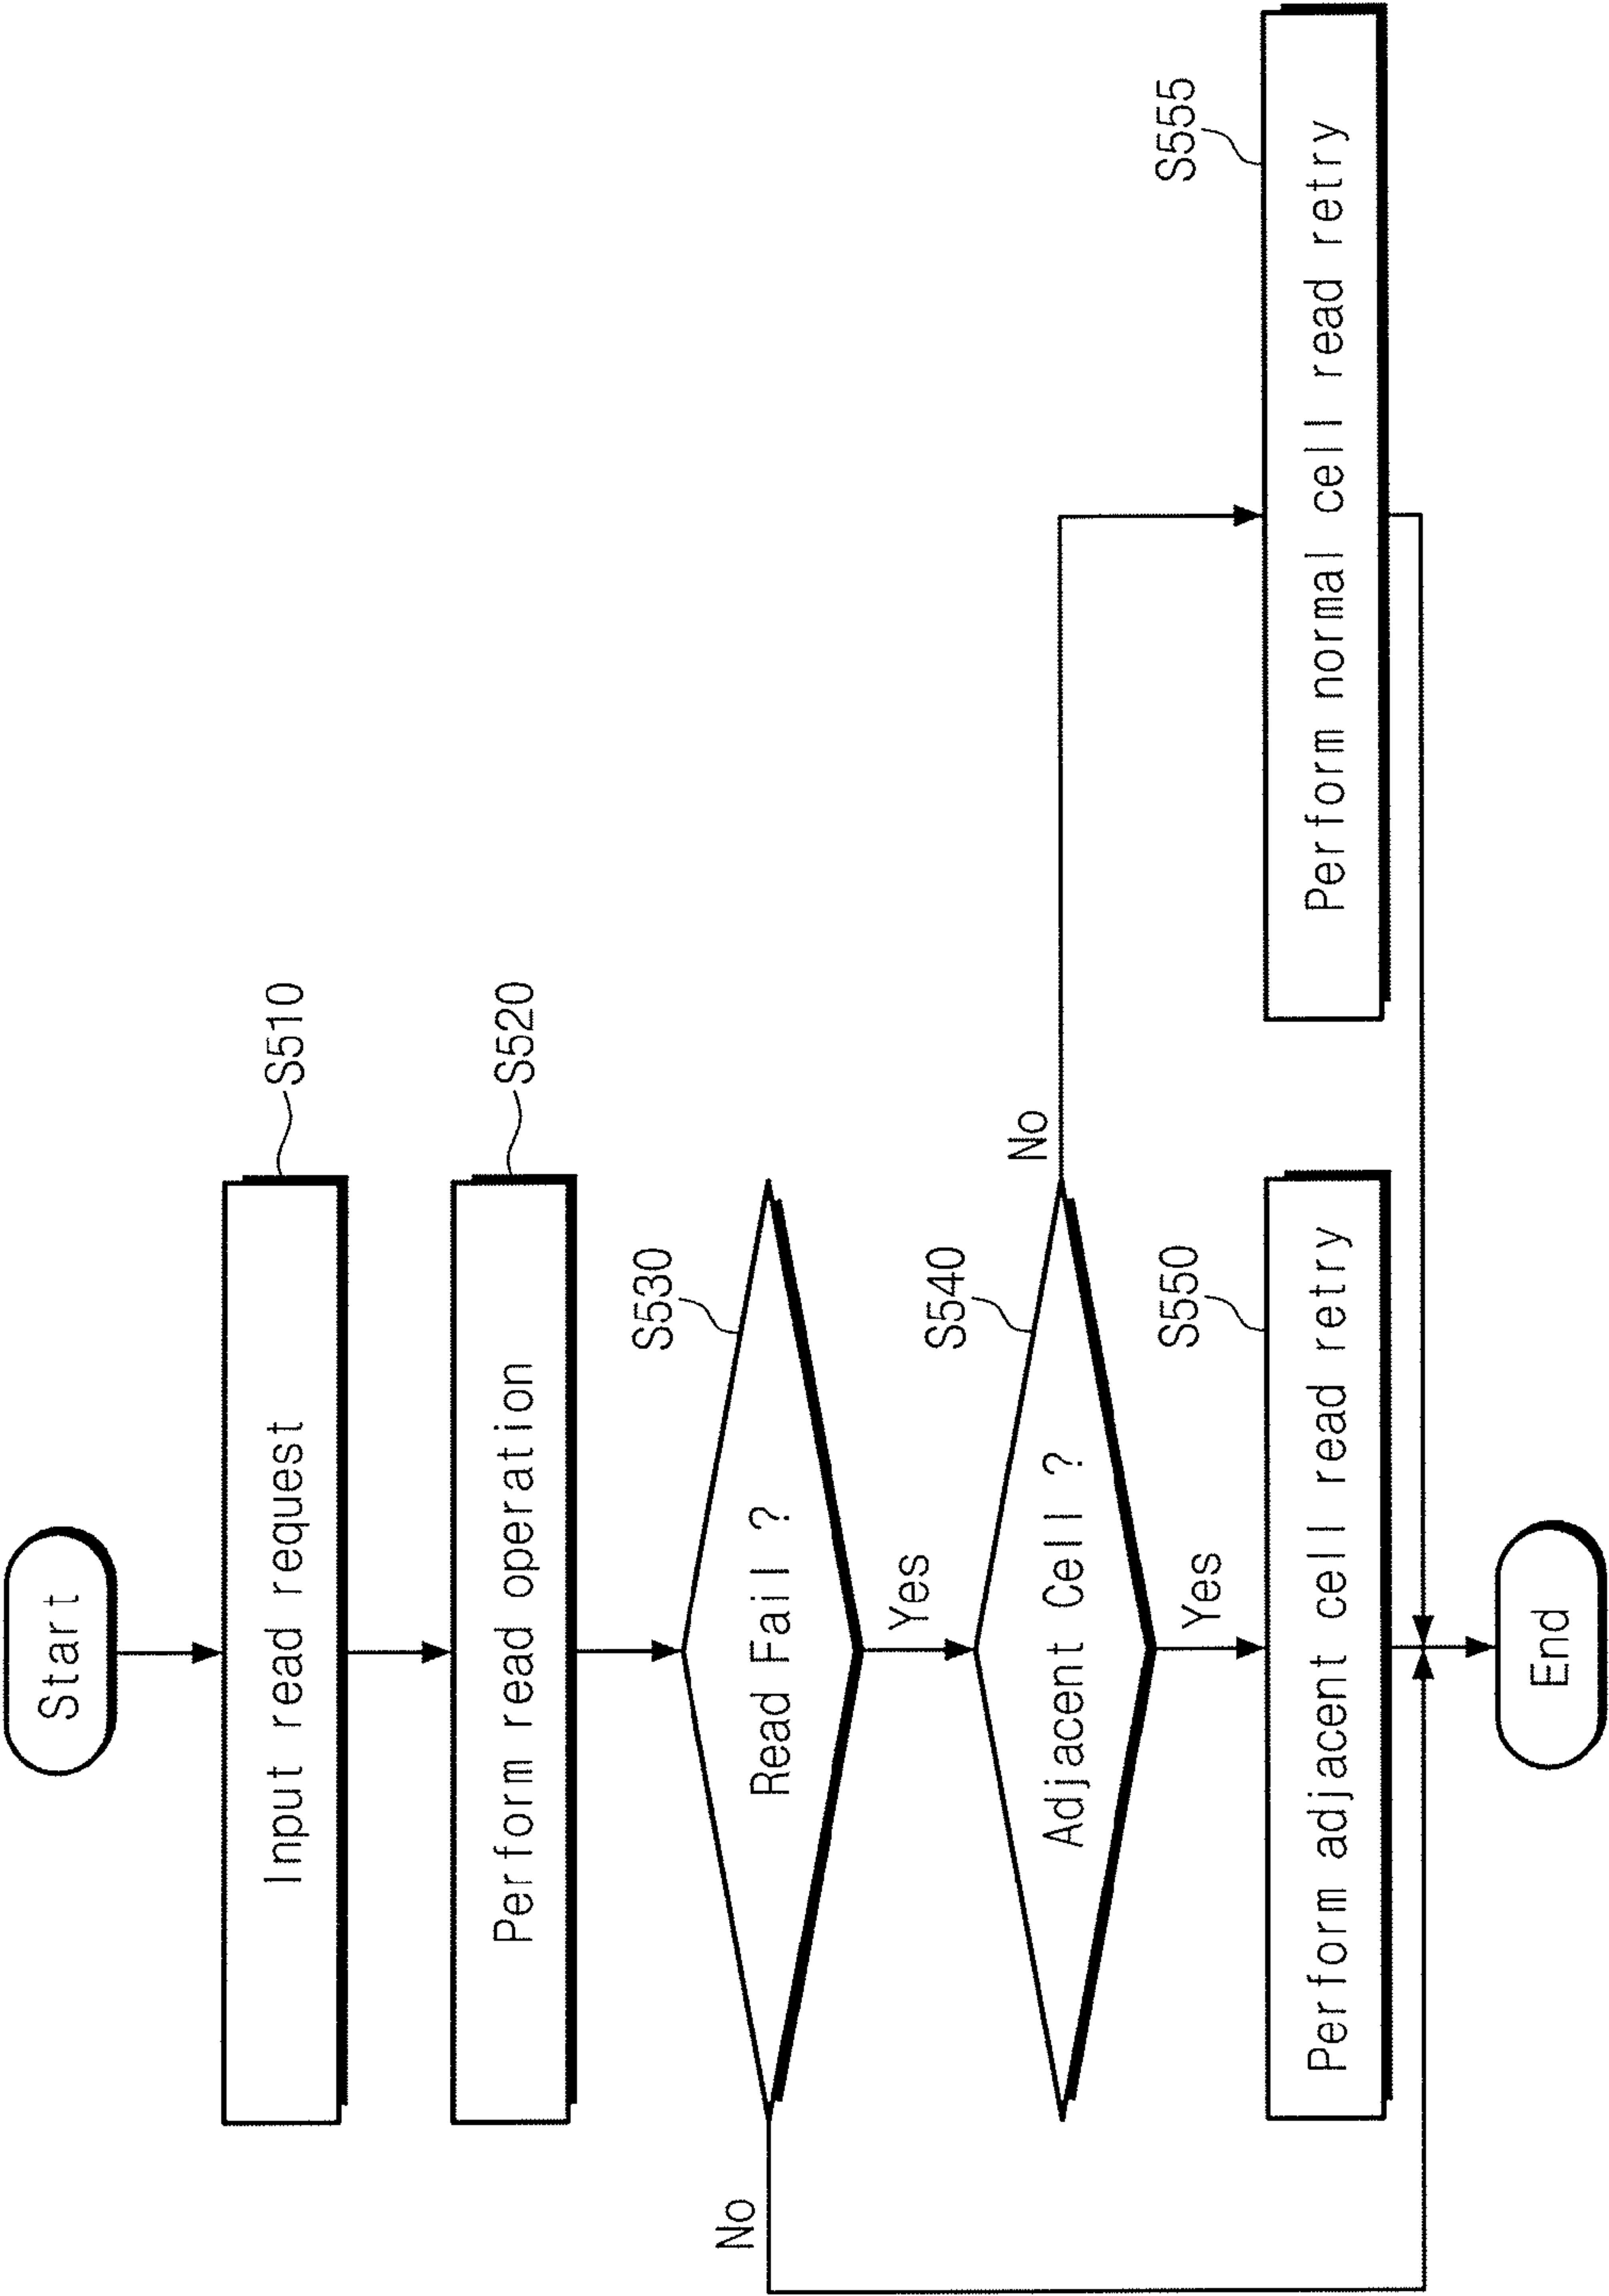 Start
Input read request
S510
Perform read operation
S520
Read Fail ?
S530
No
Yes
Adjacent Cell ?
S540
No
Yes
Perform adjacent cell read retry
S550
Perform normal cell read retry
S555
End